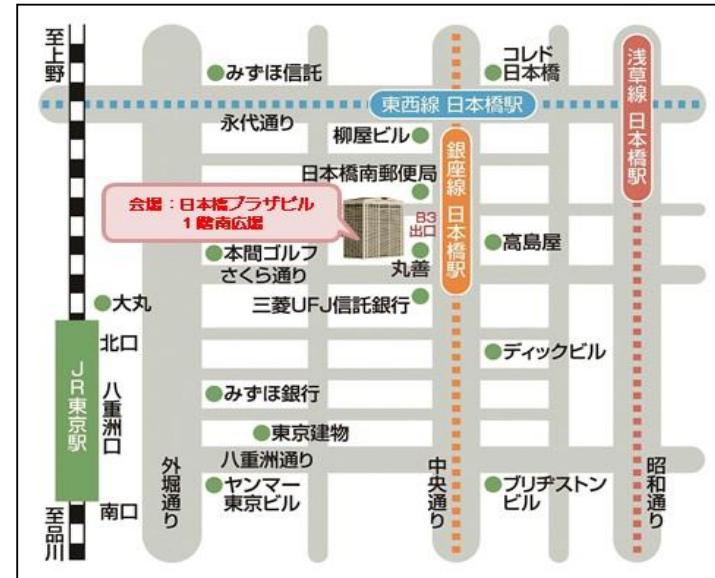 至上野
みずほ信託
コレド
日本橋
浅草線 日本橋駅
東西線 日本橋駅
永代通り
柳屋ビル
銀座線 日本橋駅
日本橋南郵便局
会場：日本橋プラザビル
1階南広場
B3
出口
高島屋
本間ゴルフ
丸善
さくら通り
大丸
三菱UFJ信託銀行
北口
ディックビル
JR東京駅
八重洲口
みずほ銀行
東京建物
八重洲通り
外堀通り
中央通り
昭和通り
ヤンマー
東京ビル
ブリヂストン
ビル
南口
至品川